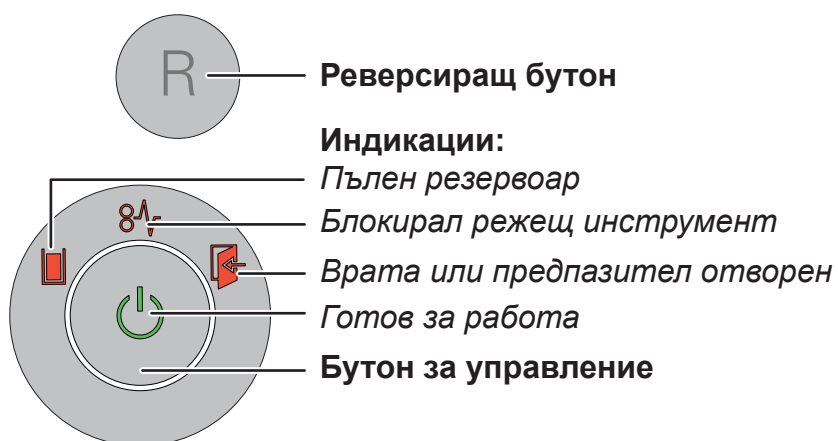 R
Реверсиращ бутон
Индикации:
Пълен резервоар
Блокирал режещ инструмент
Врата или предпазител отворен
Готов за работа
Бутон за управление